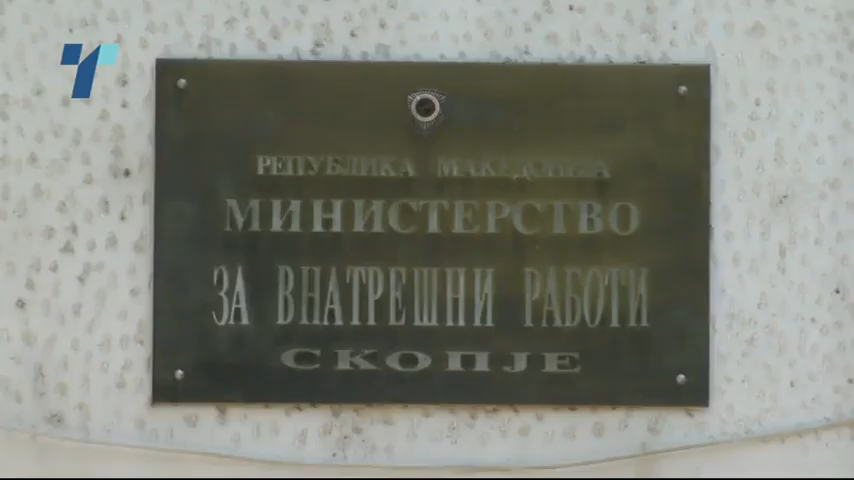 РЕПУБЛИКА МАКЕДОНИЈА
МИНИСТЕРСТВО
ЗА ВНАТРЕШНИ РАБОТИ
СКОПЈЕ